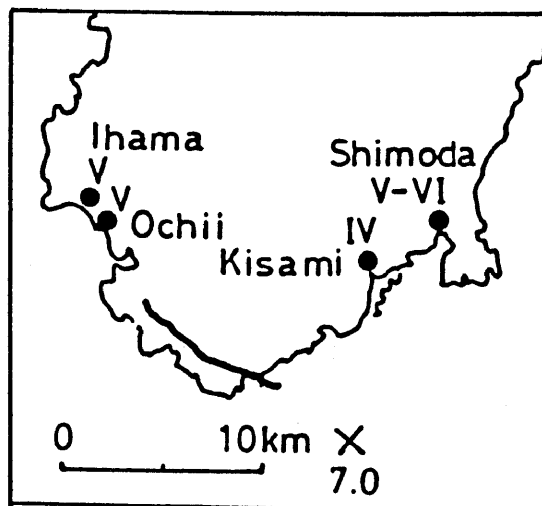 Ihama
V
V
Ochii
Shimoda
V-VI
IV
Kisami
0 10km
7.0